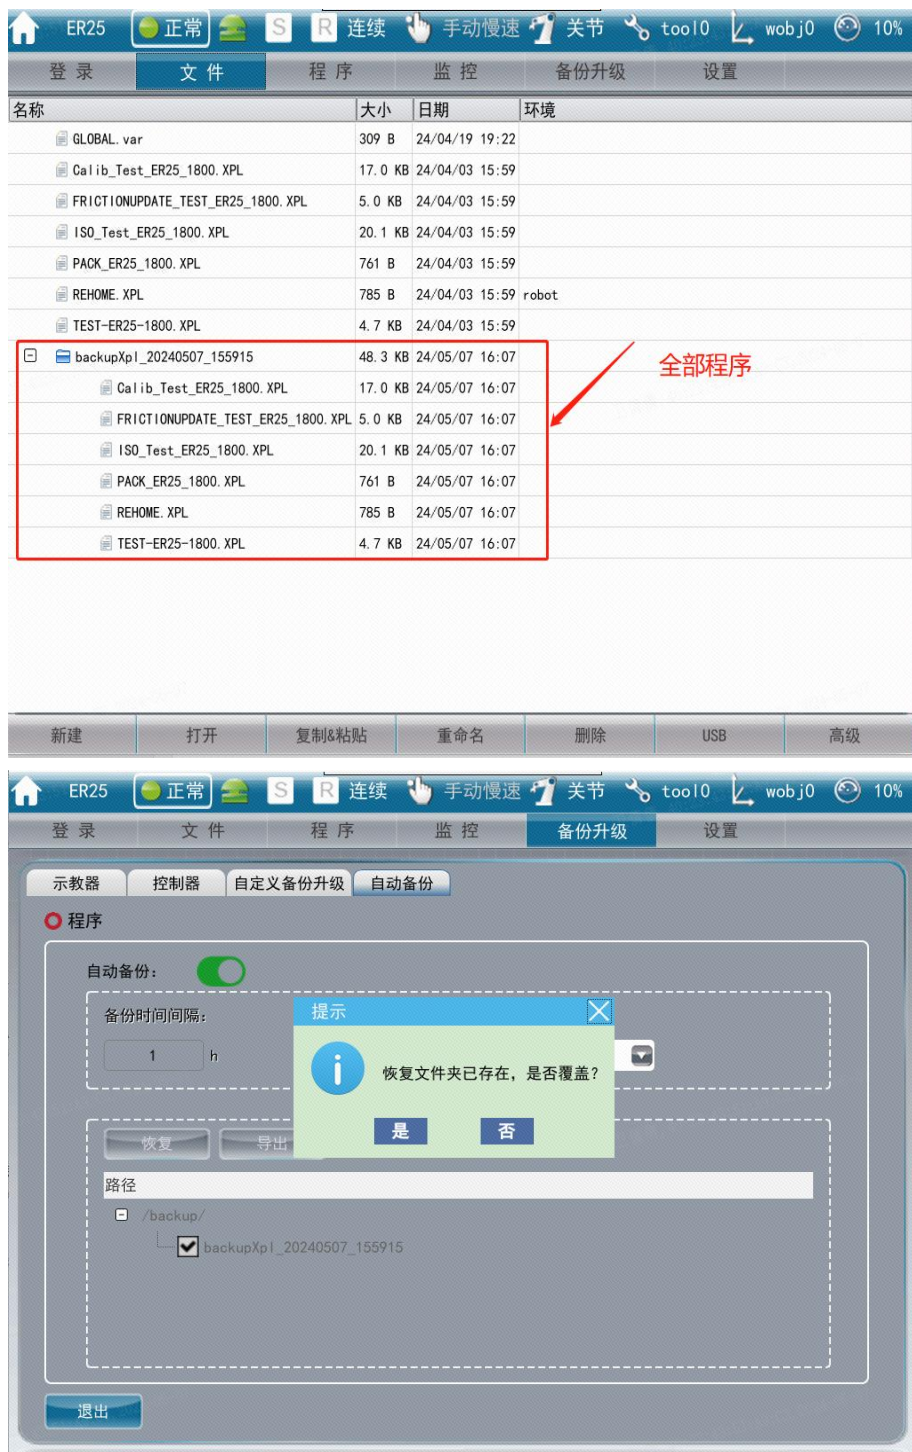 ER25 正常 S R 连续 手动慢速 关节 tool0 wobj0 10%
登录 文件 程序 监控 备份升级 设置
名称 大小 日期 环境
GLOBAL.var 309 B 24/04/19 19:22
Calib_Test_ER25_1800.XPL 17.0 KB 24/04/03 15:59
FRICTIONUPDATE_TEST_ER25_1800.XPL 5.0 KB 24/04/03 15:59
ISO_Test_ER25_1800.XPL 20.1 KB 24/04/03 15:59
PACK_ER25_1800.XPL 761 B 24/04/03 15:59
REHOME.XPL 785 B 24/04/03 15:59 robot
TEST-ER25-1800.XPL 4.7 KB 24/04/03 15:59
backupXpl_20240507_155915 48.3 KB 24/05/07 16:07
全部程序
Calib_Test_ER25_1800.XPL 17.0 KB 24/05/07 16:07
FRICTIONUPDATE_TEST_ER25_1800.XPL 5.0 KB 24/05/07 16:07
ISO_Test_ER25_1800.XPL 20.1 KB 24/05/07 16:07
PACK_ER25_1800.XPL 761 B 24/05/07 16:07
REHOME.XPL 785 B 24/05/07 16:07
TEST-ER25-1800.XPL 4.7 KB 24/05/07 16:07
新建 打开 复制&粘贴 重命名 删除 USB 高级
ER25 正常 S R 连续 手动慢速 关节 tool0 wobj0 10%
登录 文件 程序 监控 备份升级 设置
示教器 控制器 自定义备份升级 自动备份
程序
自动备份:
备份时间间隔:
1 h
提示
恢复文件夹已存在，是否覆盖?
是 否
恢复 导出
路径
/backup/
backupXpl_20240507_155915
退出